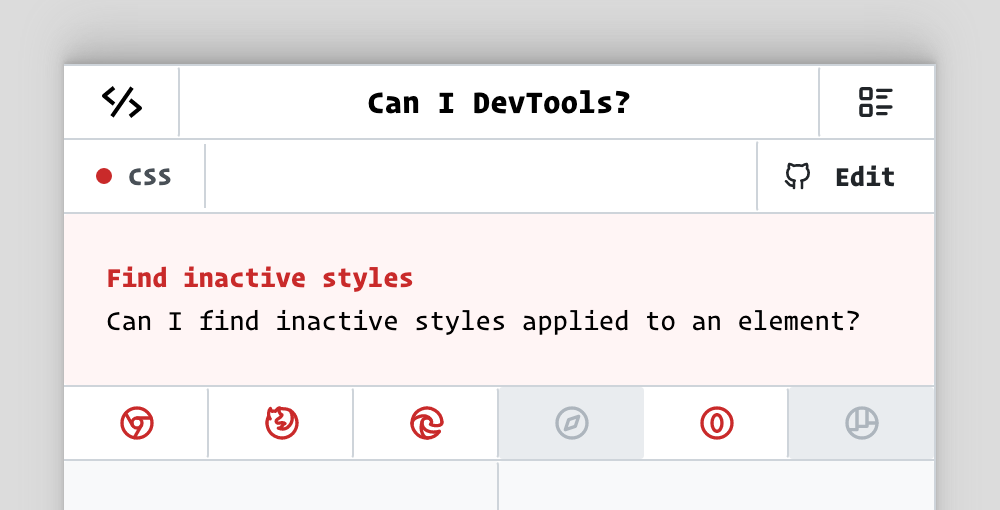 Can I DevTools?
CSS
Edit
Find inactive styles
Can I find inactive styles applied to an element?